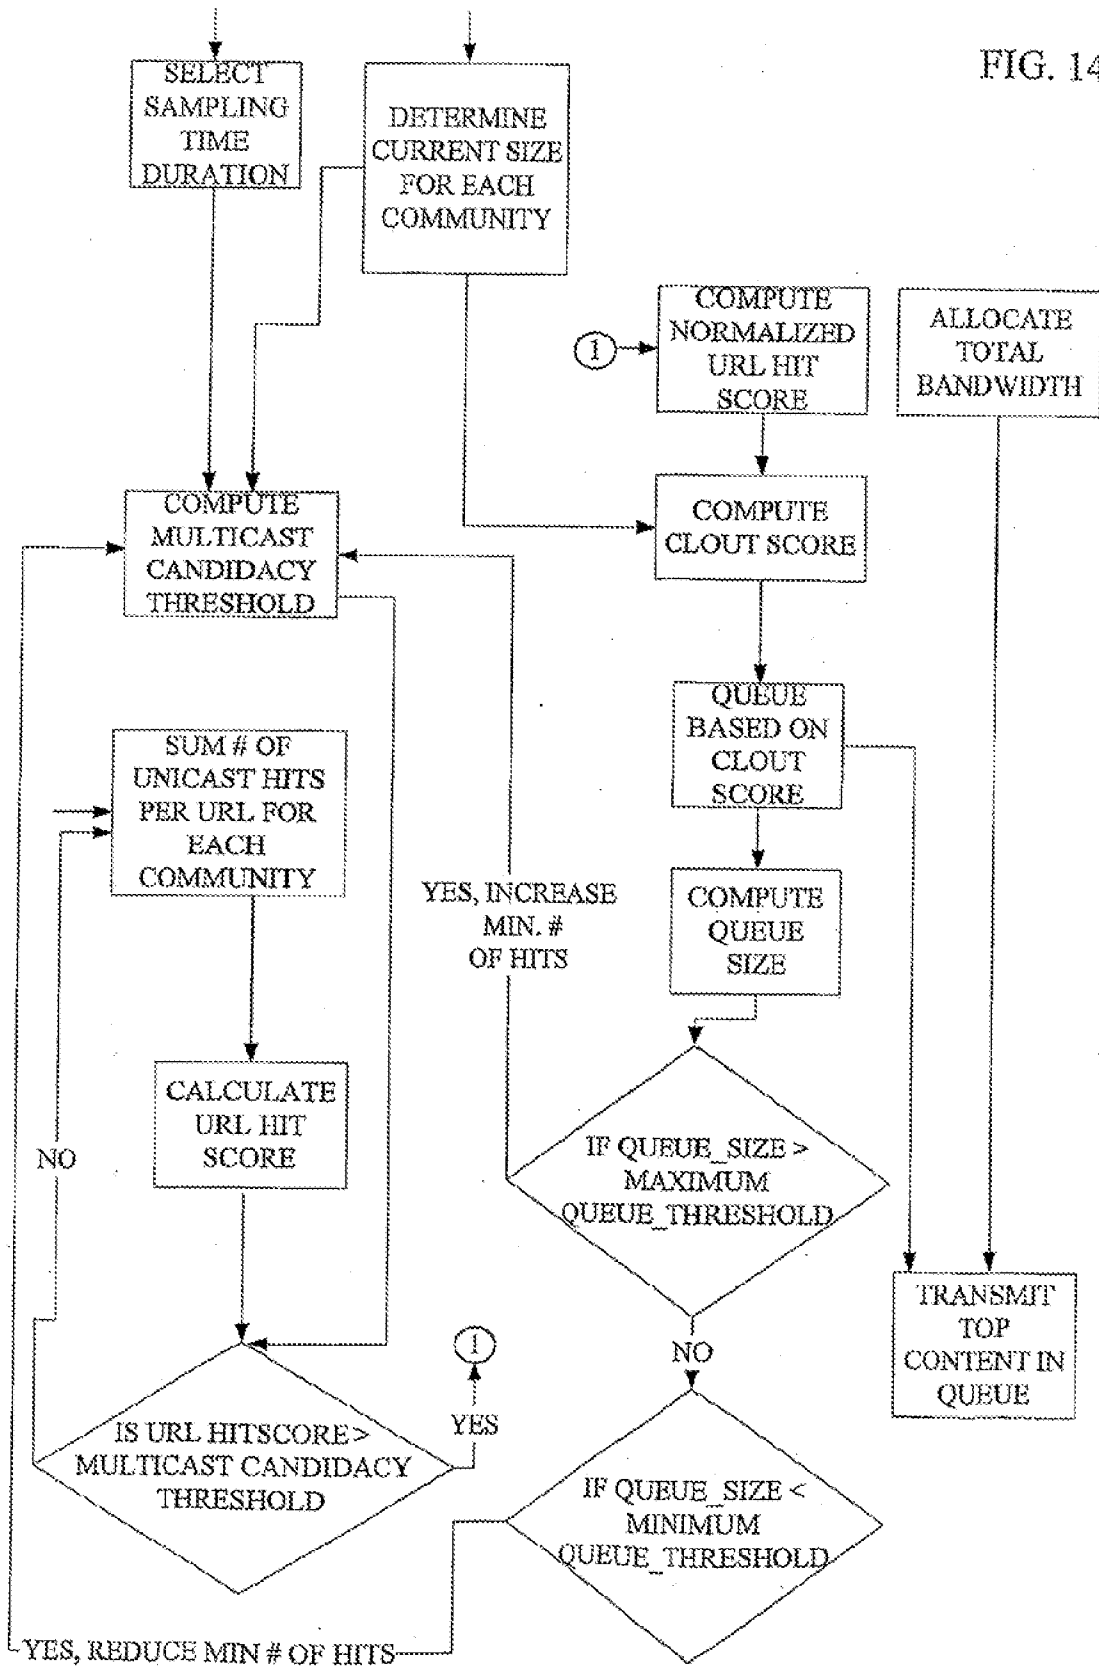 FIG. 14
SELECT
SAMPLING
TIME
DURATION
DETERMINE
CURRENT SIZE
FOR EACH
COMMUNITY
1
COMPUTE
NORMALIZED
URL HIT
SCORE
ALLOCATE
TOTAL
BANDWIDTH
COMPUTE
MULTICAST
CANDIDACY
THRESHOLD
COMPUTE
CLOUT SCORE
QUEUE
BASED ON
CLOUT
SCORE
SUM # OF
UNICAST HITS
PER URL FOR
EACH
COMMUNITY
YES, INCREASE
MIN. #
OF HITS
COMPUTE
QUEUE
SIZE
CALCULATE
URL HIT
SCORE
NO
IF QUEUE_SIZE >
MAXIMUM
QUEUE_THRESHOLD
TRANSMIT
TOP
CONTENT IN
QUEUE
1
NO
YES
IS URL HITSCORE >
MULTICAST CANDIDACY
THRESHOLD
IF QUEUE_SIZE <
MINIMUM
QUEUE_THRESHOLD
YES, REDUCE MIN # OF HITS